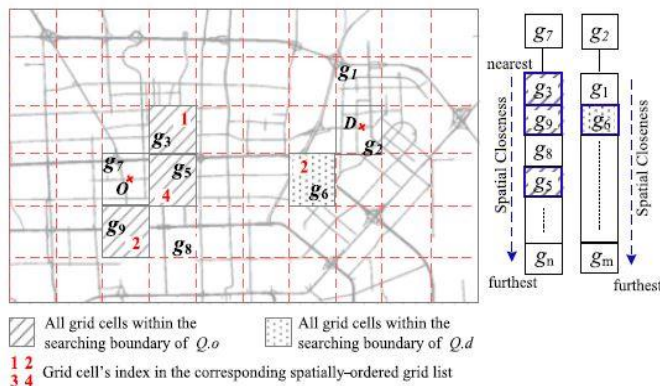 g1
1
D
g3
g2
g7
g5
2
O
4
g6
g9
2
g8
g7
g2
nearest
g3
g1
g9
g6
g8
g5
Spatial Closeness
Spatial Closeness
gn
gm
furthest
furthest
All grid cells within the
searching boundary of Q.o
All grid cells within the
searching boundary of Q.d
1 2
3 4
Grid cell's index in the corresponding spatially-ordered grid list